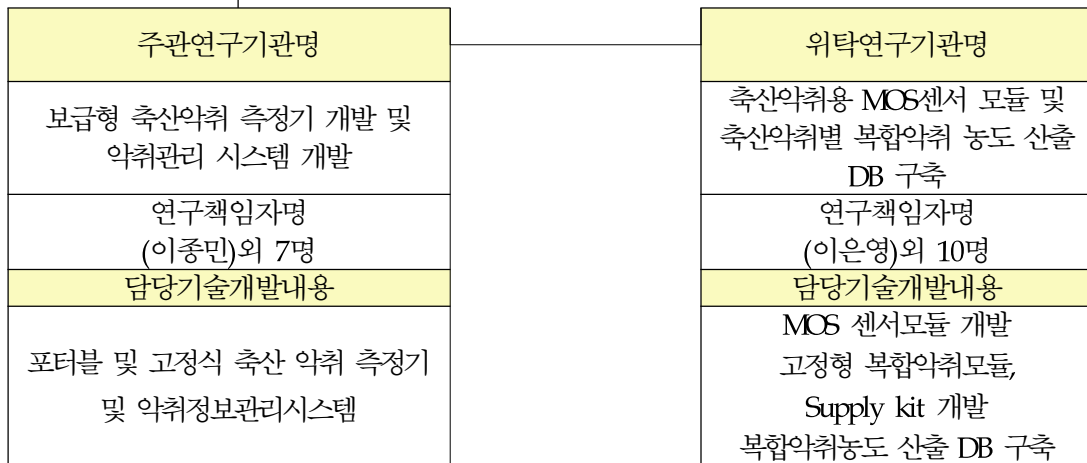 주관연구기관명
보급형 축산악취 측정기 개발 및
악취관리 시스템 개발
연구책임자명
(이종민)외 7명
담당기술개발내용
포터블 및 고정식 축산 악취 측정기
및 악취정보관리시스템
위탁연구기관명
축산악취용 MOS센서 모듈 및
축산악취별 복합악취 농도 산출
DB 구축
연구책임자명
(이은영)외 10명
담당기술개발내용
MOS 센서모듈 개발
고정형 복합악취모듈,
Supply kit 개발
복합악취농도 산출 DB 구축